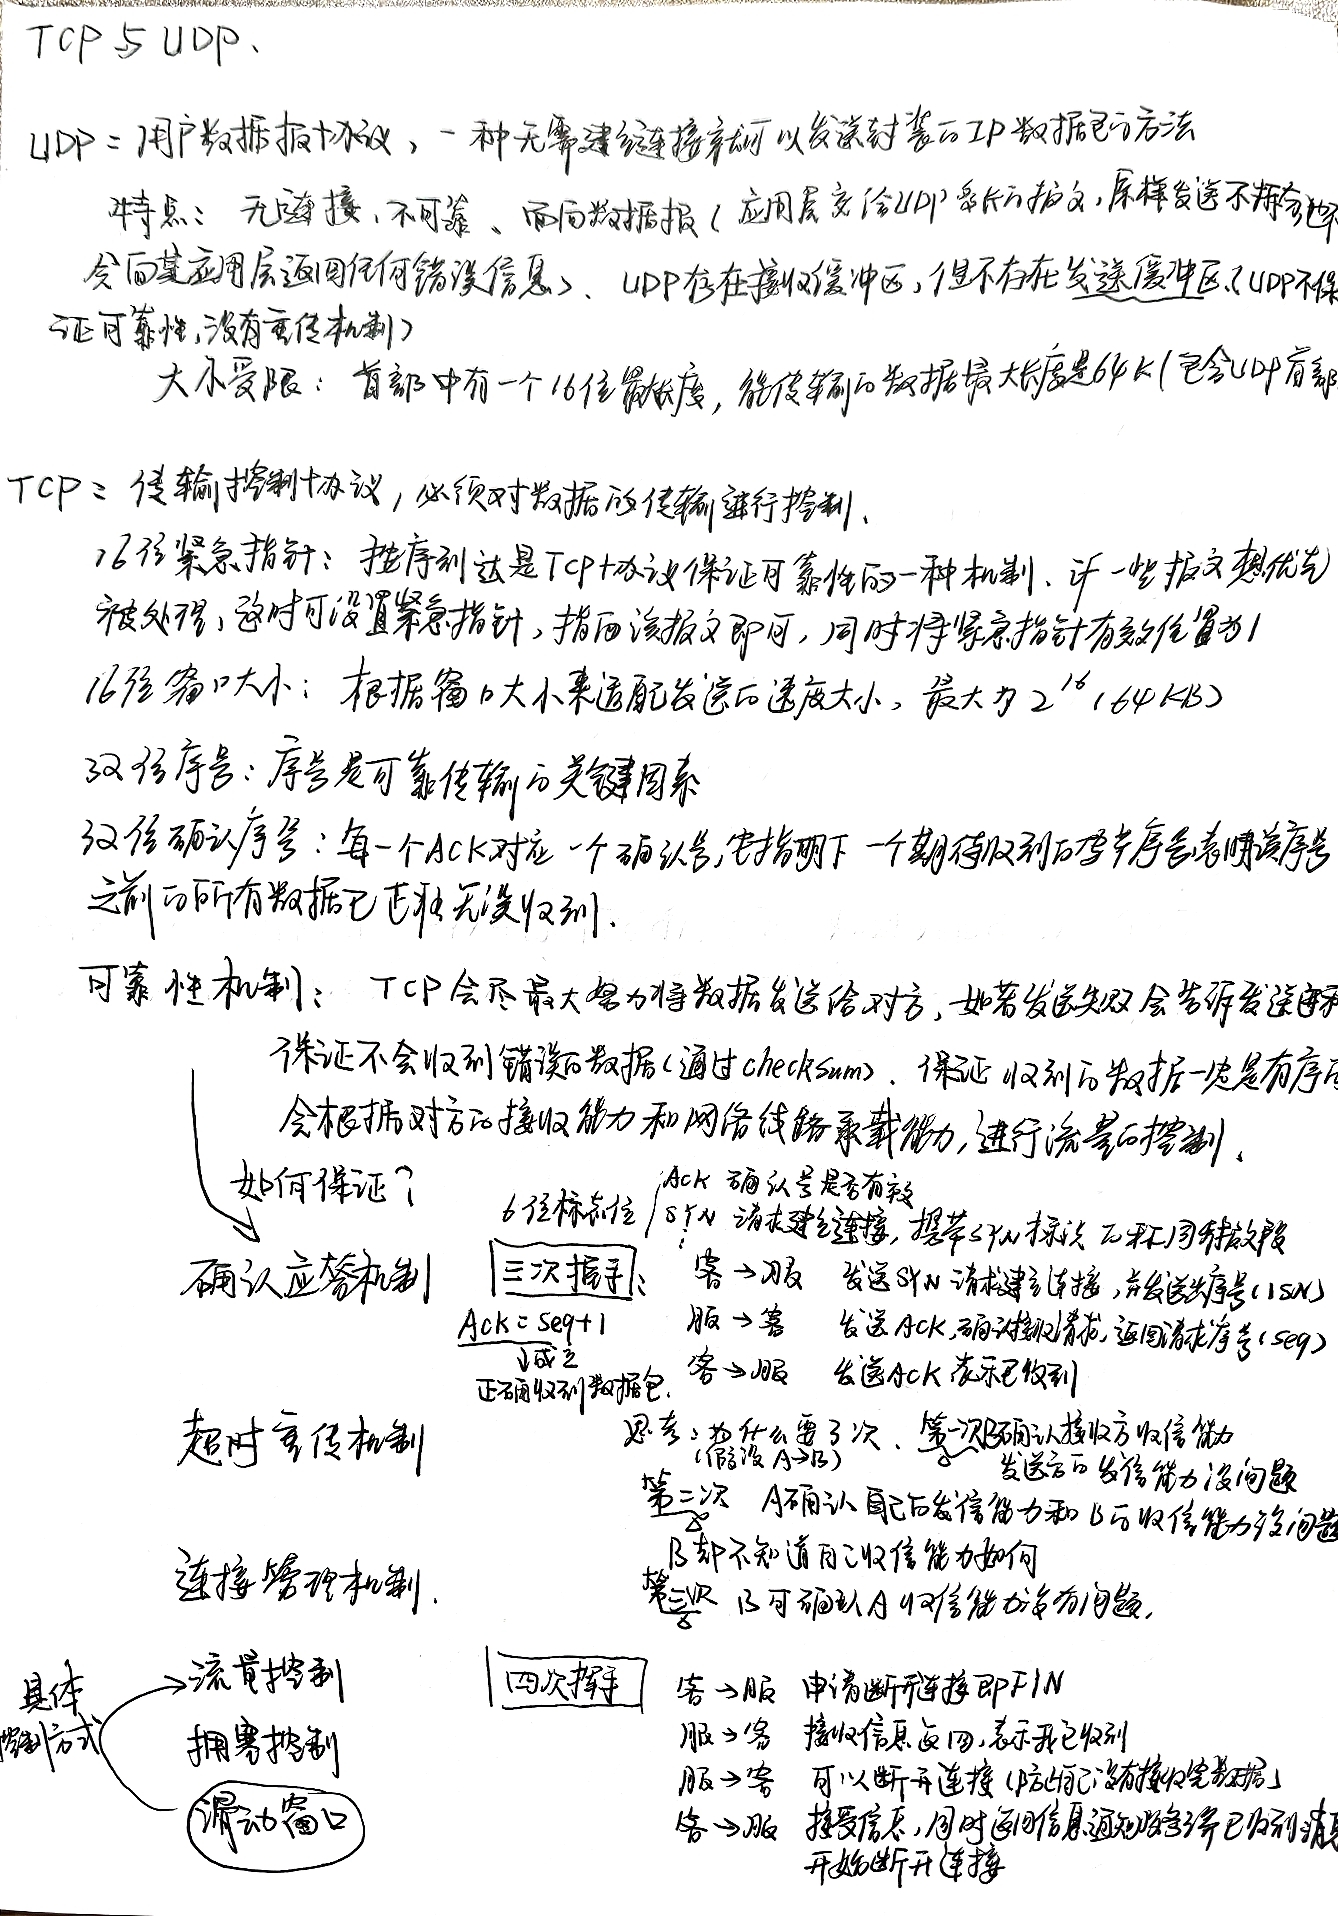 TCP与UDP、
UDP = 用户数据报协议，一种无需建立连接就可以发送封装的IP数据包的方法
特点：无连接、不可靠、面向数据报（应用层交给UDP多长的报文，原样发送不拆分也不
会向其应用层返回任何错误信息）、UDP存在接收缓冲区，但不存在发送缓冲区（UDP不保
证可靠性，没有重传机制）
大小受限：首部中有一个16位最大长度，能传输的数据最大长度是64K（包含UDP首部
TCP = 传输控制协议，必须对数据的传输进行控制、
16位紧急指针：按序到达是TCP协议保证可靠性的一种机制、让一些报文想优先
被处理，这时可设置紧急指针，指向该报文即可，同时将紧急指针有效位置为1
16位窗口大小：根据窗口大小来适配发送的速度大小，最大为2^16（64KB）
32位序号：序号是可靠传输的关键因素
32位确认序号：每一个ACK对应一个确认号，它指明下一个期待收到的字节序号，表明该序号
之前的所有数据已正确无误收到、
可靠性机制：TCP会尽最大努力将数据发送给对方，如若发送失败会告诉发送
保证不会收到错误的数据（通过checksum）、保证收到的数据一定是有序的
会根据对方的接收能力和网络线路承载能力，进行流量的控制、
如何保证？
6位标志位
ACK 确认号是否有效
SYN 请求建立连接，携带SYN标识的称同步报文段
确认应答机制
三次握手：
客→服 发送SYN请求建立连接，并发送出序号（ISN）
Ack = Seq+1
服→客 发送ACK，确认接收请求，返回请求序号（seq）
↓成立
正确收到数据包、
客→服 发送ACK表示已收到
超时重传机制
思考：为什么要3次、第一次B确认接收方收信能力
（假设A→B）
发送方的发信能力没问题
第二次 A确认自己的发信能力和B的收信能力没问题
B却不知道自己收信能力如何
连接管理机制、
第三次 B可确认A收信能力没有问题、
具体
控制方式
流量控制
拥塞控制
滑动窗口
四次挥手
客→服 申请断开连接即FIN
服→客 接收信息返回，表示我已收到
服→客 可以断开连接（防止自己没有接收完数据）
客→服 接受信息，同时返回信息通知服务器已收到消息
开始断开连接